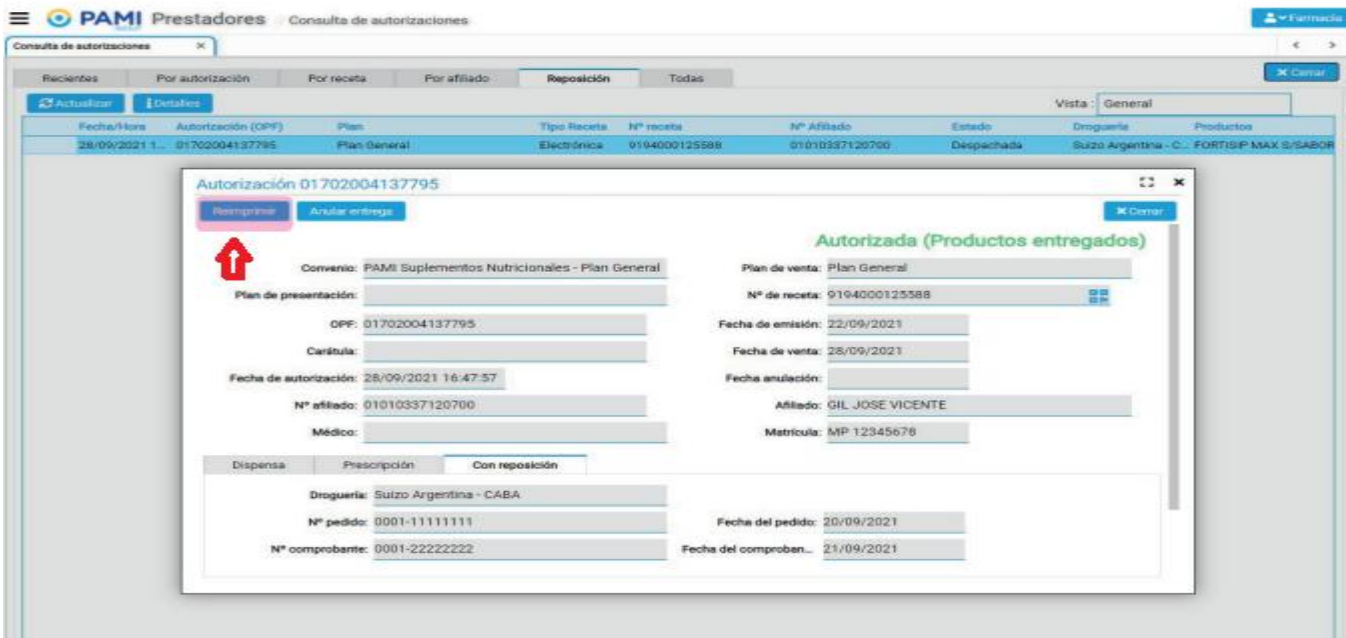 PAMI Prestadores Consulta de autorizaciones Farmacia
Consulta de autorizaciones ×
Recientes Por autorización Por receta Por afiliado Reposición Todas × Cerrar
Actualizar Detalles Vista : General
Fecha/Hora Autorización (OPF) Plan Tipo Receta Nº receta Nº Afiliado Estado Droguería Productos
28/09/2021 1... 01702004137795 Plan General Electrónica 9194000125588 01010337120700 Despachada Suizo Argentina - C... FORTISIP MAX S/SABOR
Autorización 01702004137795 ×
Reimprimir Anular entrega × Cerrar
Autorizada (Productos entregados)
Convenio: PAMI Suplementos Nutricionales - Plan General Plan de venta: Plan General
Plan de presentación: Nº de receta: 9194000125588
OPF: 01702004137795 Fecha de emisión: 22/09/2021
Carátula: Fecha de venta: 28/09/2021
Fecha de autorización: 28/09/2021 16:47:57 Fecha anulación:
Nº afiliado: 01010337120700 Afiliado: GIL JOSE VICENTE
Médico: Matrícula: MP 12345678
Dispensa Prescripción Con reposición
Droguería: Suizo Argentina - CABA
Nº pedido: 0001-11111111 Fecha del pedido: 20/09/2021
Nº comprobante: 0001-22222222 Fecha del comproban... 21/09/2021